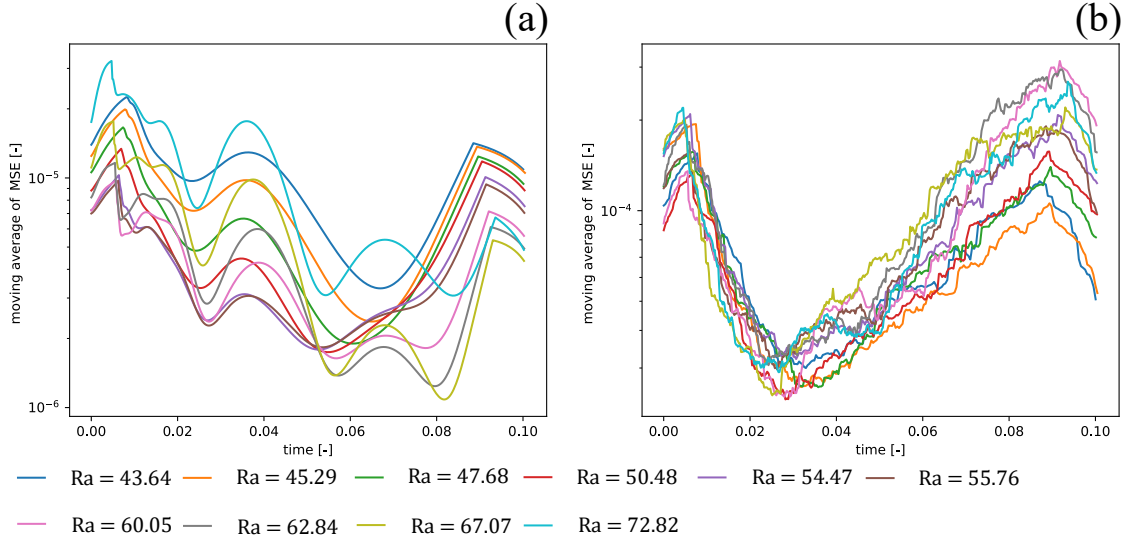 (a)
(b)
moving average of MSE [-]
10⁻⁵
10⁻⁶
0.00 0.02 0.04 0.06 0.08 0.10
time [-]
moving average of MSE [-]
10⁻⁴
0.00 0.02 0.04 0.06 0.08 0.10
time [-]
Ra = 43.64 Ra = 45.29 Ra = 47.68 Ra = 50.48 Ra = 54.47 Ra = 55.76
Ra = 60.05 Ra = 62.84 Ra = 67.07 Ra = 72.82